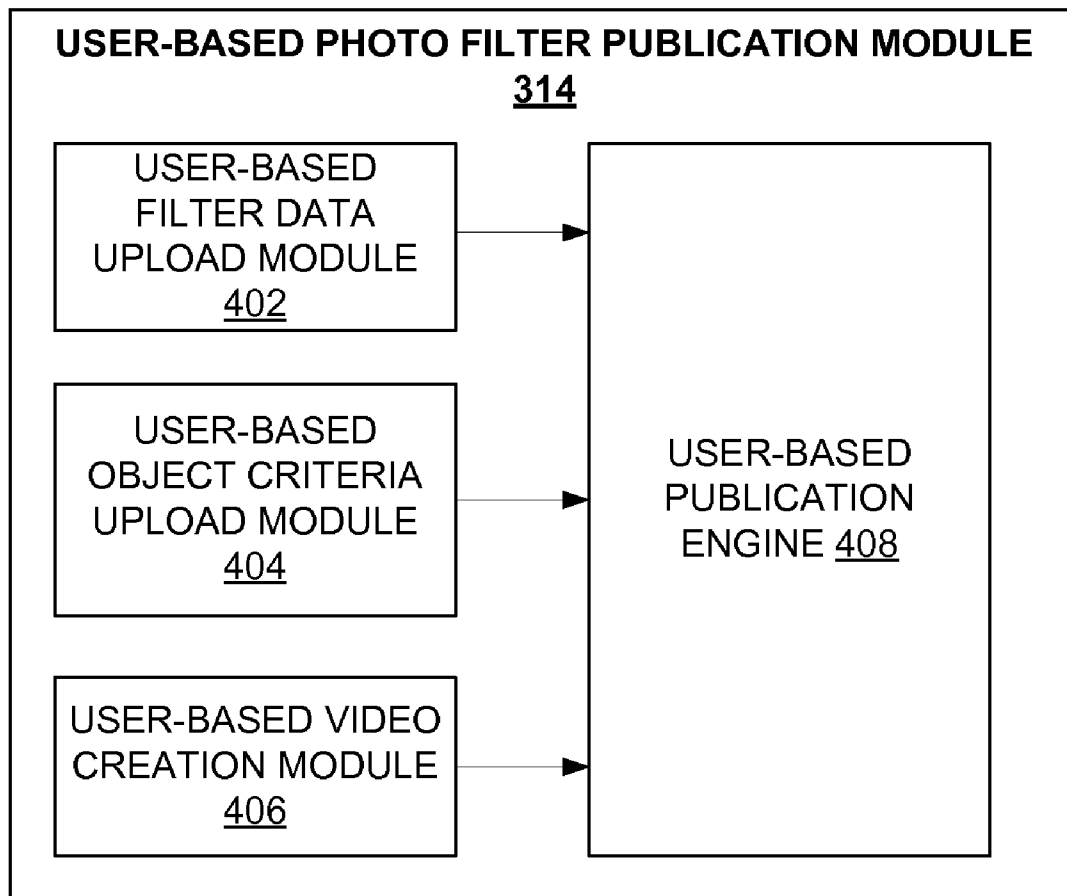 USER-BASED PHOTO FILTER PUBLICATION MODULE
314
USER-BASED
FILTER DATA
UPLOAD MODULE
402
USER-BASED
OBJECT CRITERIA
UPLOAD MODULE
404
USER-BASED VIDEO
CREATION MODULE
406
USER-BASED
PUBLICATION
ENGINE 408